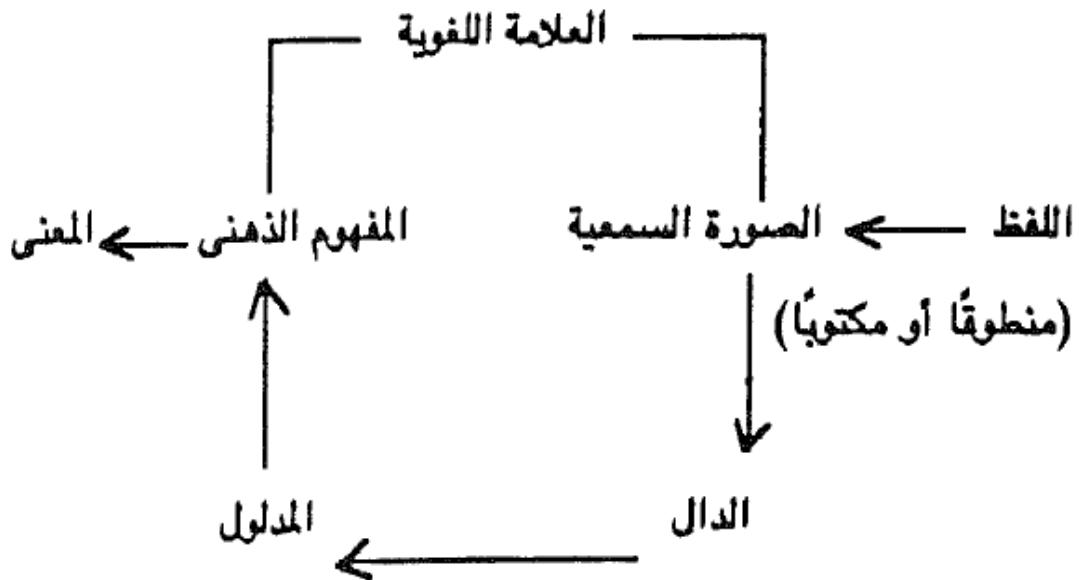 العلامة اللغوية
اللفظ الصورة السمعية المفهوم الذهنى المعنى
(منطوقًا أو مكتوبًا)
الدال المدلول